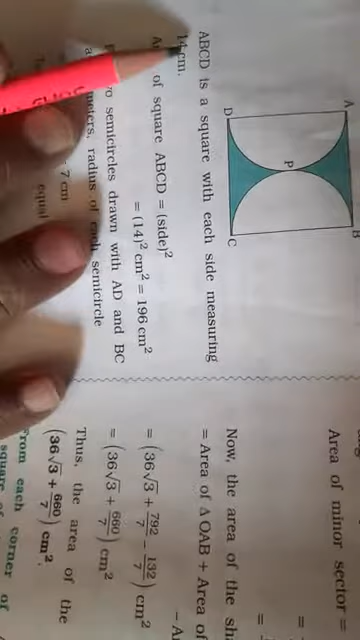 A
B
P
D
C
ABCD is a square with each side measuring
14 cm.
of square ABCD = (side)²
= (14)² cm² = 196 cm²
semicircles drawn with AD and BC
radius of each semicircle
7 cm
equal
Area of minor sector =
=
=
Now, the area of the
= Area of Δ OAB + Area of
-
= (36√3 + 792/7 - 132/7) cm²
= (36√3 + 660/7) cm²
Thus, the area of the
(36√3 + 660/7) cm².
From each corner of
square